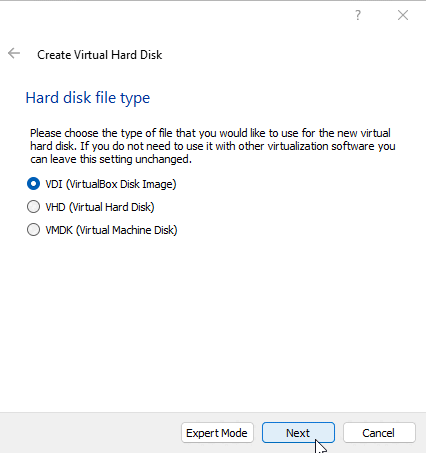 ?
Create Virtual Hard Disk
Hard disk file type
Please choose the type of file that you would like to use for the new virtual
hard disk. If you do not need to use it with other virtualization software you
can leave this setting unchanged.
VDI (VirtualBox Disk Image)
VHD (Virtual Hard Disk)
VMDK (Virtual Machine Disk)
Expert Mode Next Cancel